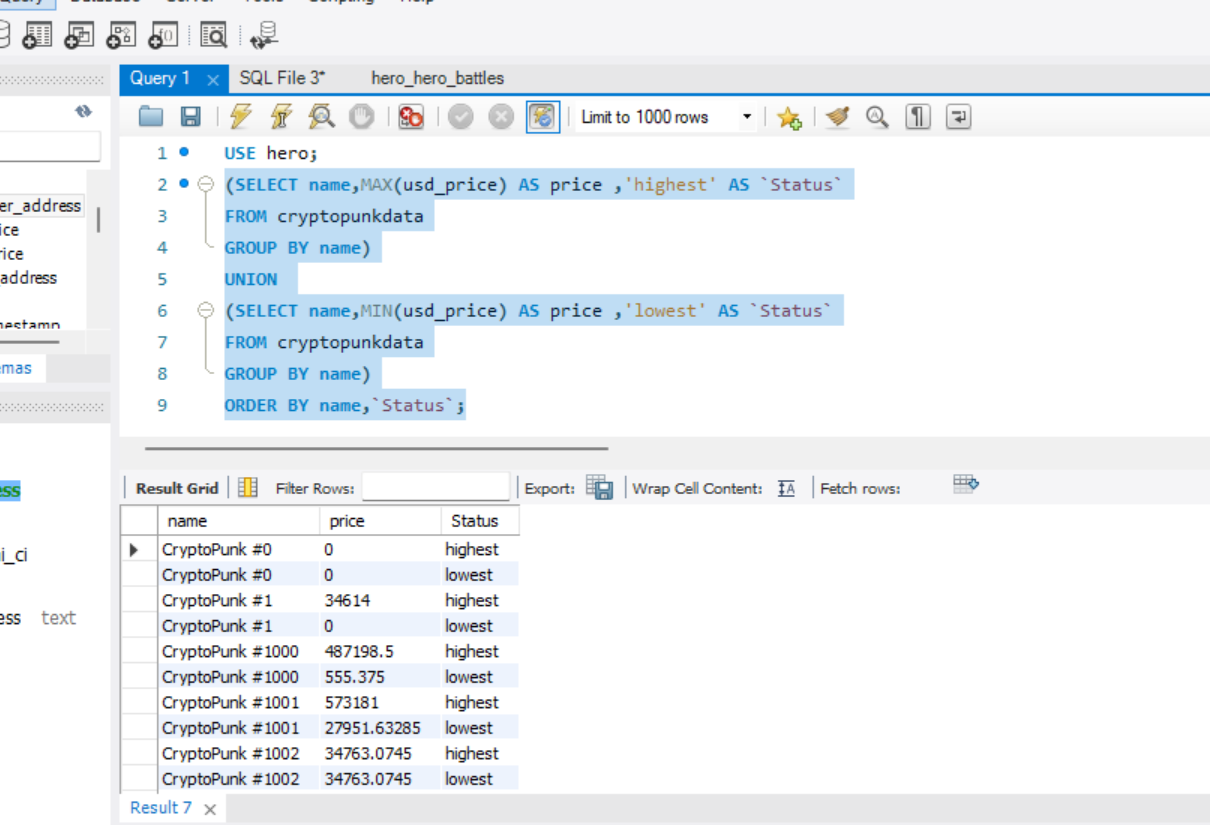 Query 1 × SQL File 3* hero_hero_battles
Limit to 1000 rows
er_address
ice
rice
address
emas
ess
i_ci
ess text
1 USE hero;
2 (SELECT name,MAX(usd_price) AS price ,'highest' AS `Status`
3 FROM cryptopunkdata
4 GROUP BY name)
5 UNION
6 (SELECT name,MIN(usd_price) AS price ,'lowest' AS `Status`
7 FROM cryptopunkdata
8 GROUP BY name)
9 ORDER BY name,`Status`;
Result Grid Filter Rows: Export: Wrap Cell Content: Fetch rows:
name price Status
CryptoPunk #0 0 highest
CryptoPunk #0 0 lowest
CryptoPunk #1 34614 highest
CryptoPunk #1 0 lowest
CryptoPunk #1000 487198.5 highest
CryptoPunk #1000 555.375 lowest
CryptoPunk #1001 573181 highest
CryptoPunk #1001 27951.63285 lowest
CryptoPunk #1002 34763.0745 highest
CryptoPunk #1002 34763.0745 lowest
Result 7 ×